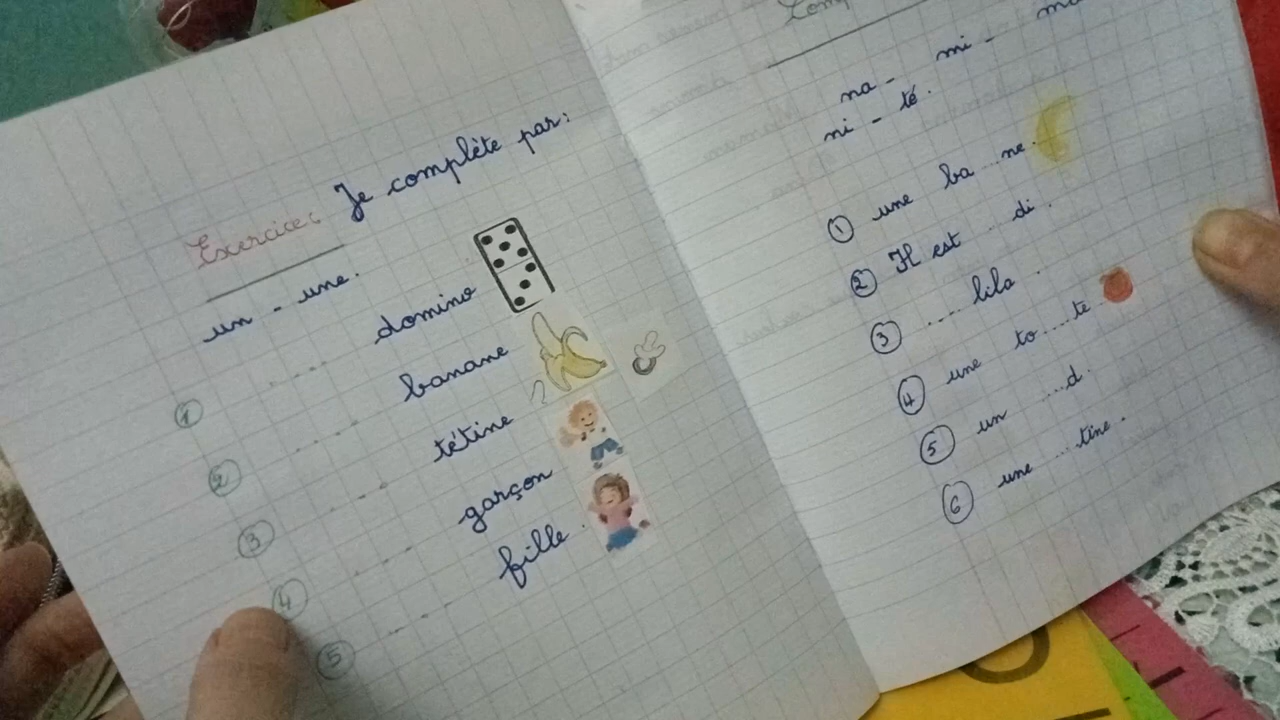 Exercice : Je complète par :
un - une.
1 ..... domino
2 ..... banane
3 ..... tétine
4 ..... garçon
5 ..... fille.
na - mi - ma
ni - té.
1 une ba...ne.
2 Il est ... di.
3 ..... lila.
4 une to....te
5 un ...d.
6 une ...tine.